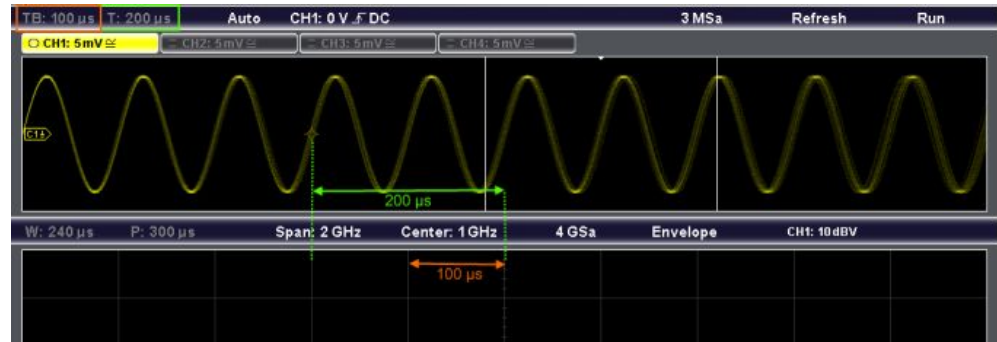 TB: 100 µs T: 200 µs Auto CH1: 0 V DC 3 MSa Refresh Run
CH1: 5mV≅ CH2: 5mV≅ CH3: 5mV≅ CH4: 5mV≅
C1
200 µs
W: 240 µs P: 300 µs Span: 2 GHz Center: 1 GHz 4 GSa Envelope CH1: 10 dBV
100 µs